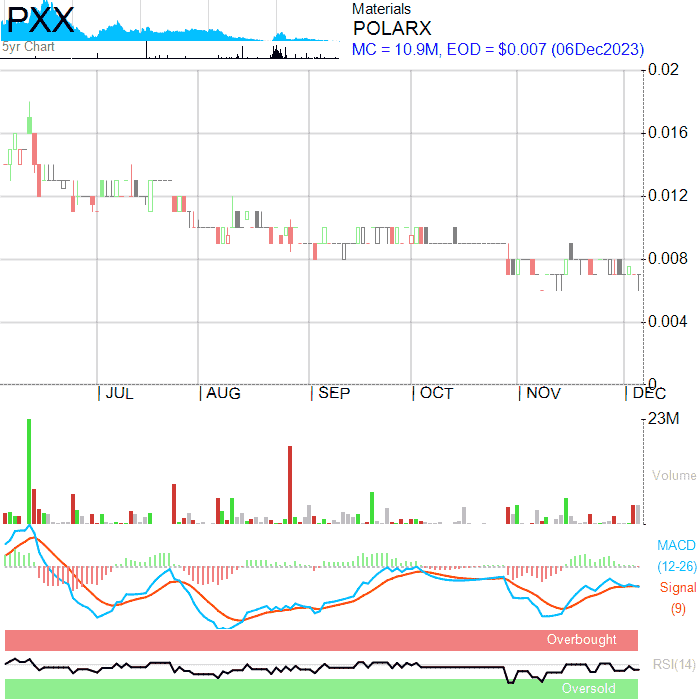 PXX
5yr Chart
Materials
POLARX
MC = 10.9M, EOD = $0.007 (06Dec2023)
0.02
0.016
0.012
0.008
0.004
0
JUL AUG SEP OCT NOV DEC
23M
Volume
MACD
(12-26)
Signal
(9)
Overbought
RSI(14)
Oversold